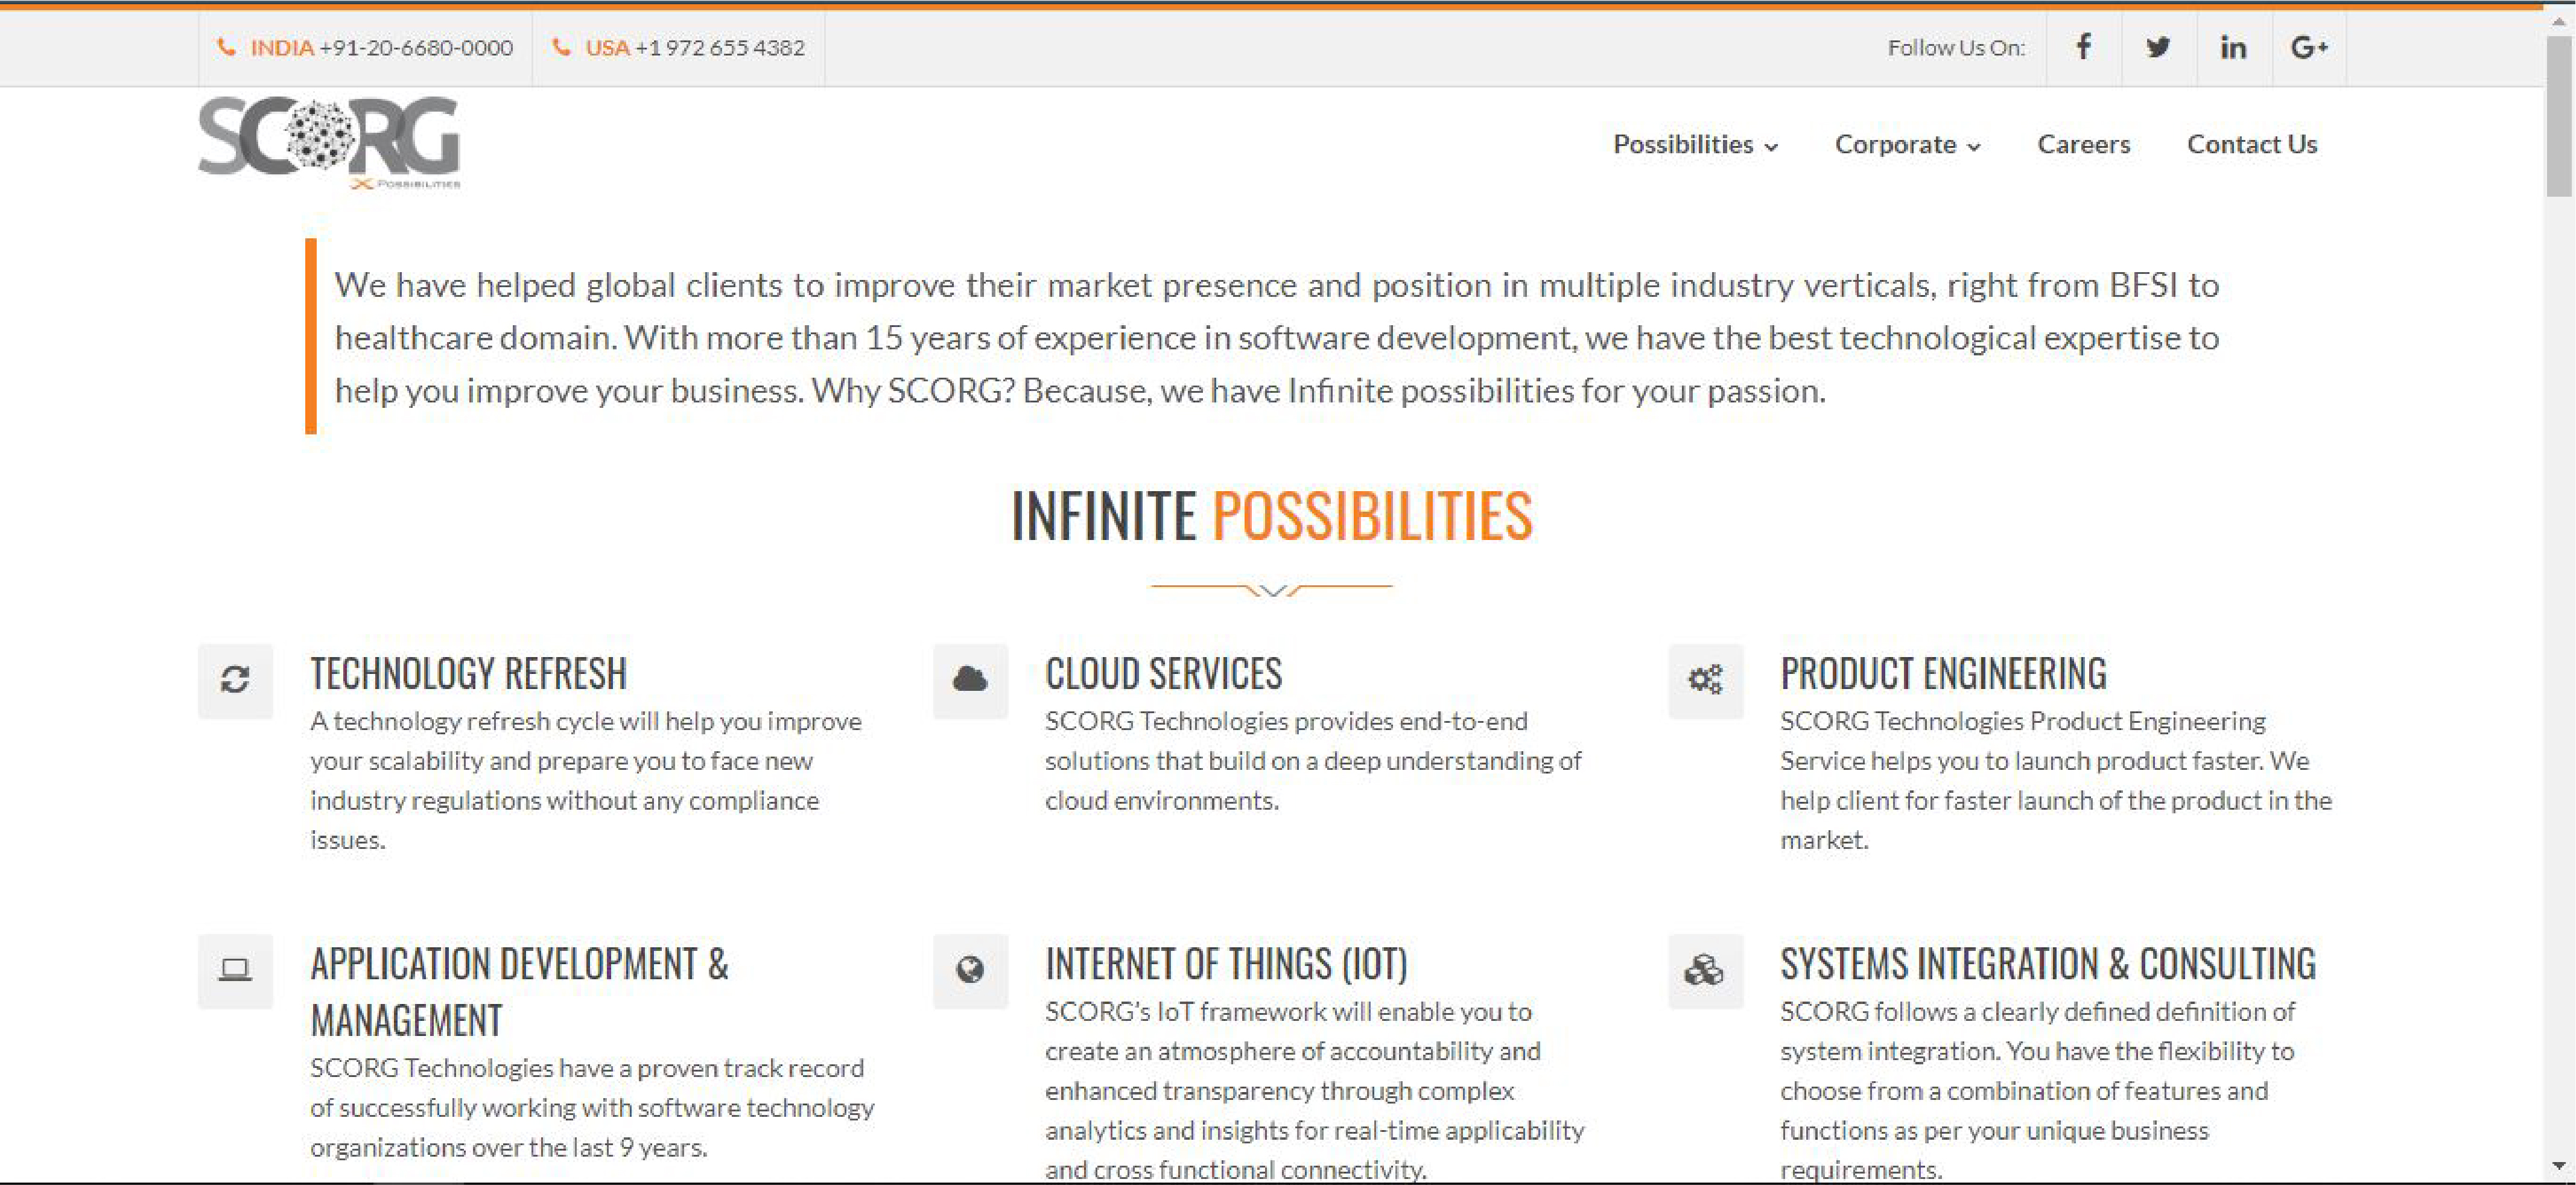 INDIA +91-20-6680-0000 USA +1 972 655 4382 Follow Us On: f in G+
SCORG
X POSSIBILITIES
Possibilities Corporate Careers Contact Us
We have helped global clients to improve their market presence and position in multiple industry verticals, right from BFSI to
healthcare domain. With more than 15 years of experience in software development, we have the best technological expertise to
help you improve your business. Why SCORG? Because, we have Infinite possibilities for your passion.
INFINITE POSSIBILITIES
TECHNOLOGY REFRESH
A technology refresh cycle will help you improve
your scalability and prepare you to face new
industry regulations without any compliance
issues.
CLOUD SERVICES
SCORG Technologies provides end-to-end
solutions that build on a deep understanding of
cloud environments.
PRODUCT ENGINEERING
SCORG Technologies Product Engineering
Service helps you to launch product faster. We
help client for faster launch of the product in the
market.
APPLICATION DEVELOPMENT &
MANAGEMENT
SCORG Technologies have a proven track record
of successfully working with software technology
organizations over the last 9 years.
INTERNET OF THINGS (IOT)
SCORG's IoT framework will enable you to
create an atmosphere of accountability and
enhanced transparency through complex
analytics and insights for real-time applicability
and cross functional connectivity.
SYSTEMS INTEGRATION & CONSULTING
SCORG follows a clearly defined definition of
system integration. You have the flexibility to
choose from a combination of features and
functions as per your unique business
requirements.